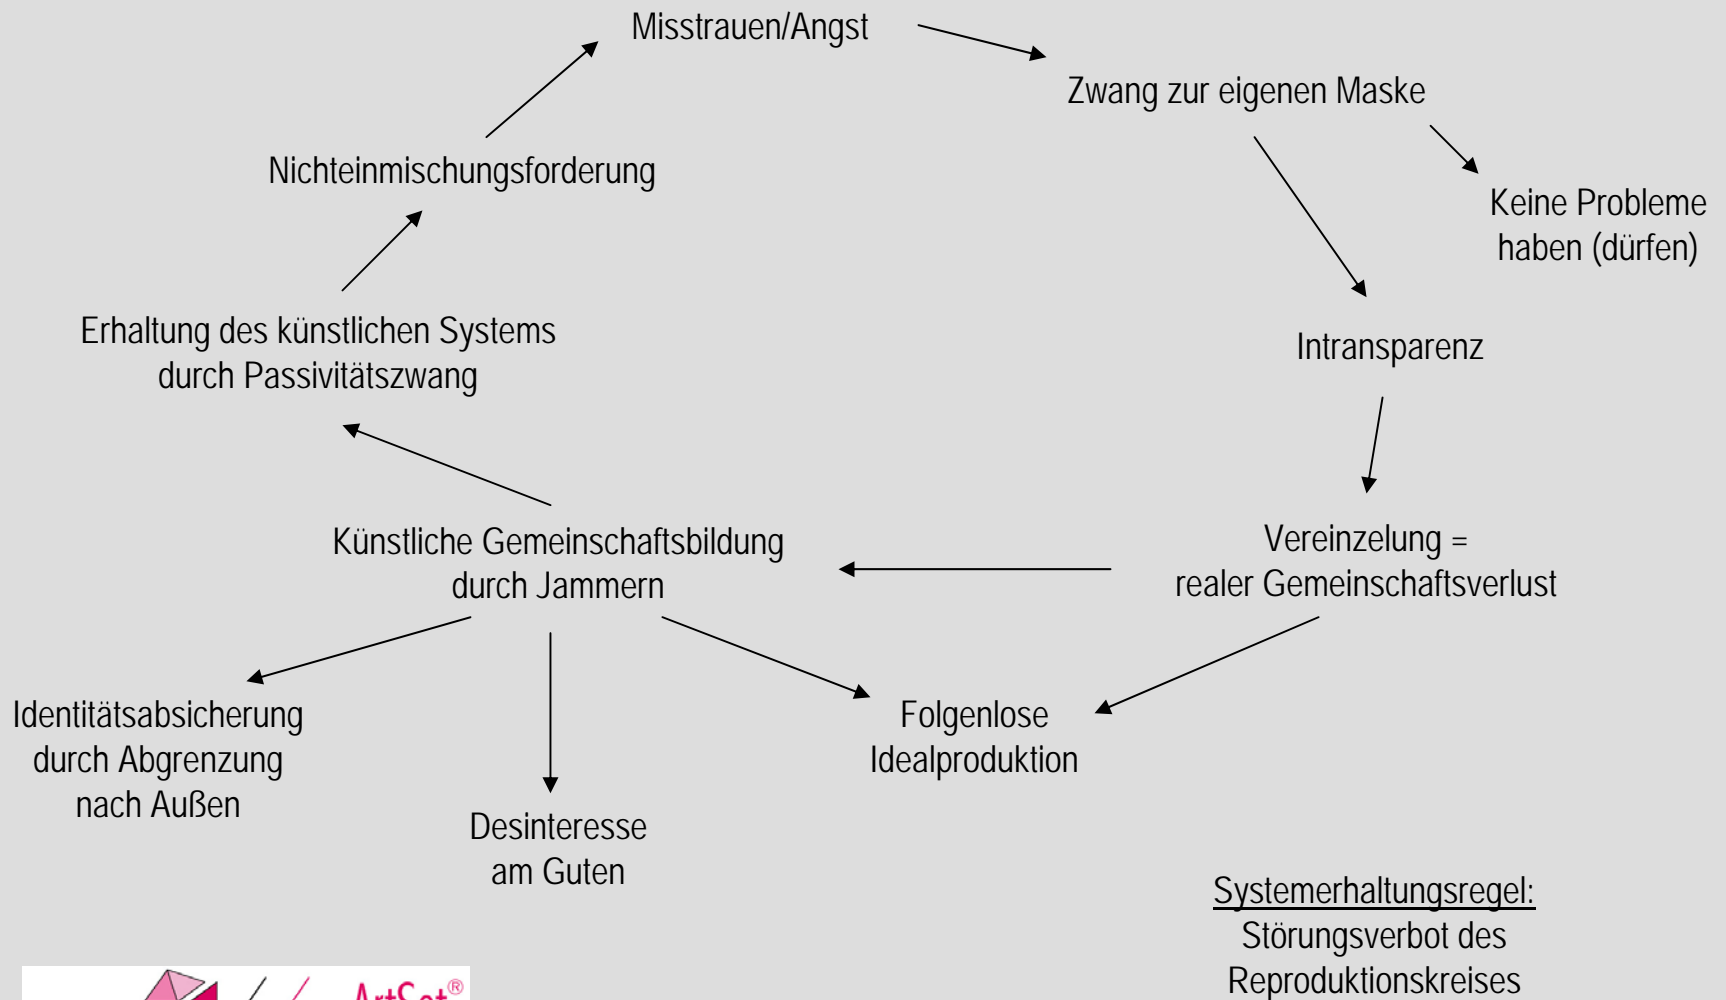 Misstrauen/Angst
Zwang zur eigenen Maske
Nichteinmischungsforderung
Keine Probleme
haben (dürfen)
Erhaltung des künstlichen Systems
durch Passivitätszwang
Intransparenz
Künstliche Gemeinschaftsbildung
durch Jammern
Vereinzelung =
realer Gemeinschaftsverlust
Identitätsabsicherung
durch Abgrenzung
nach Außen
Folgenlose
Idealproduktion
Desinteresse
am Guten
Systemerhaltungsregel:
Störungsverbot des
Reproduktionskreises
ArtSet®